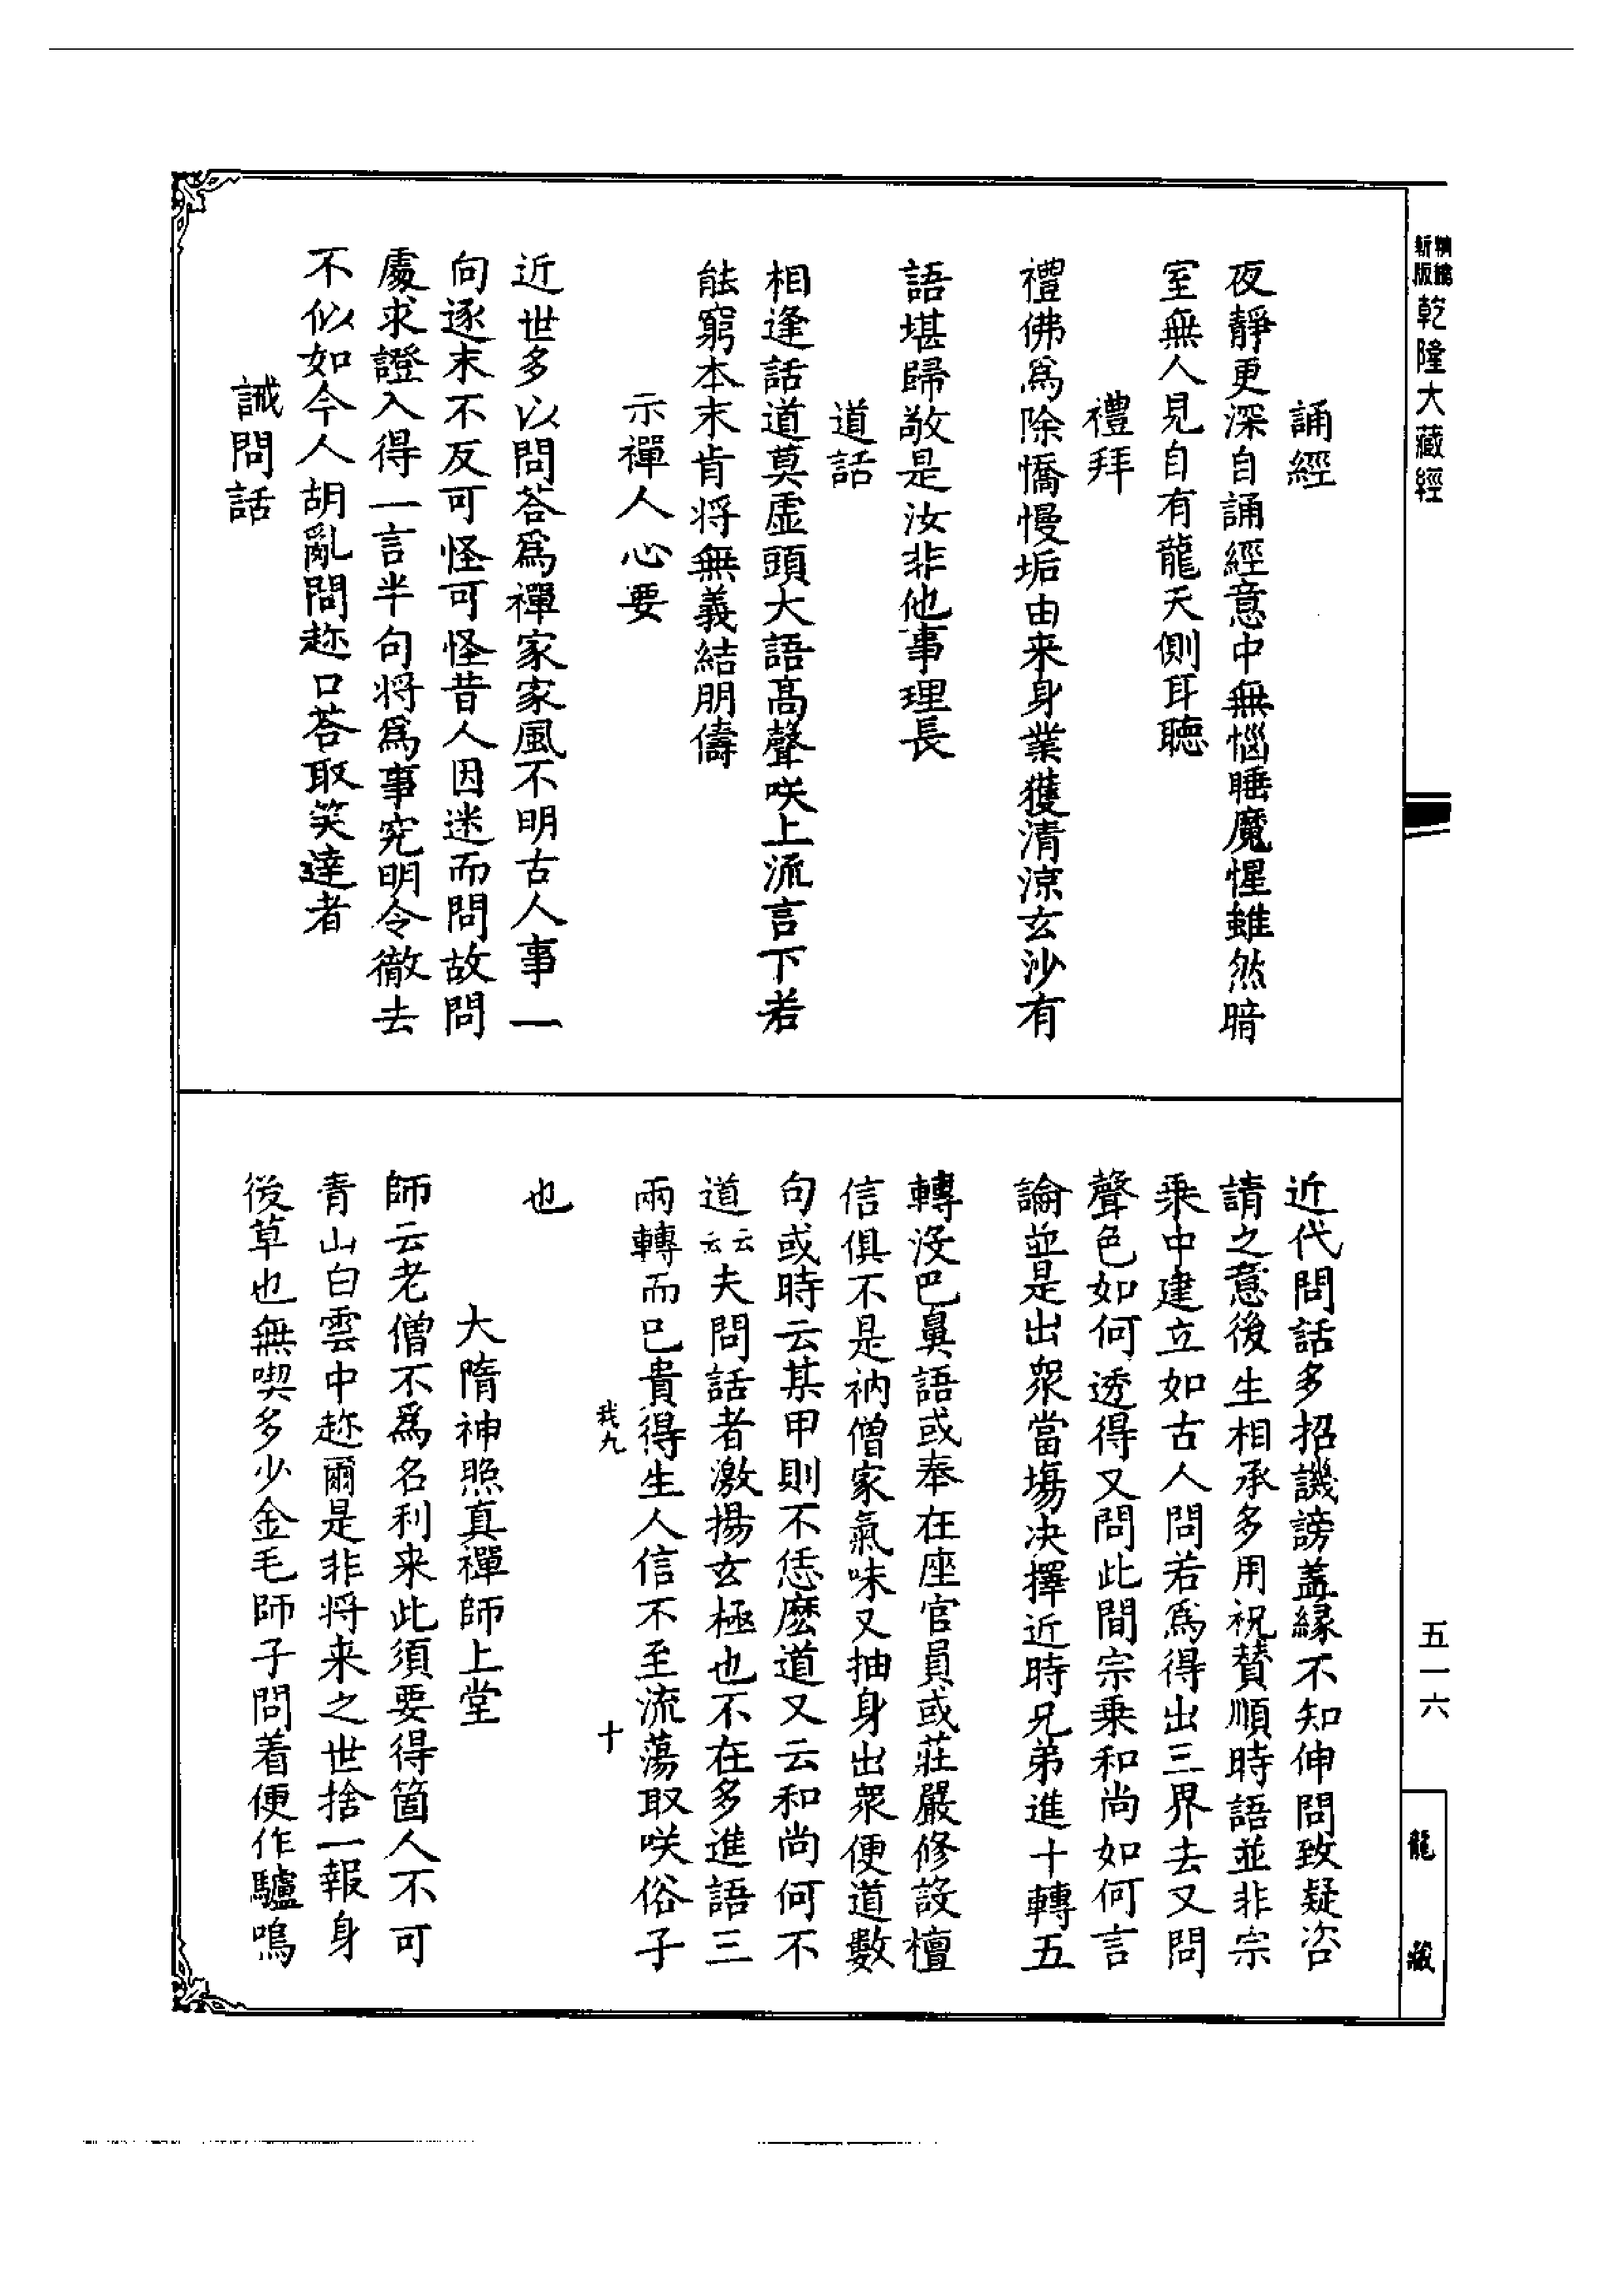 新版
精縮
乾隆大藏經
五一六
龍藏
誦經
夜靜更深自誦經意中無惱睡魔惺雖然暗
室無人見自有龍天側耳聽
禮拜
禮佛爲除憍慢垢由来身業獲清涼玄沙有
語堪歸敬是汝非他事理長
道話
相逢話道莫虛頭大語髙聲咲上流言下若
能窮本末肯将無義結朋儔
示禪人心要
近世多以問荅爲禪家家風不明古人事一
向逐末不反可怪可怪昔人因迷而問故問
處求證入得一言半句将爲事究明令徹去
不似如今人胡亂問趂口荅取笑達者
誡問話
近代問話多招譏謗盖緣不知伸問致疑咨
請之意後生相承多用祝贊順時語並非宗
乗中建立如古人問若爲得出三界去又問
聲色如何透得又問此間宗乗和尚如何言
論並是出衆當場决擇近時兄弟進十轉五
轉没巴鼻語或奉在座官員或莊嚴修設檀
信俱不是衲僧家氣味又抽身出衆便道數
句或時云某甲則不恁麽道又云和尚何不
道云云夫問話者激揚玄極也不在多進語三
兩轉而已貴得生人信不至流蕩取咲俗子
我九 十
也
大隋神照真禪師上堂
師云老僧不爲名利来此須要得箇人不可
青山白雲中趂爾是非将来之世捨一報身
後草也無喫多少金毛師子問着便作驢鳴